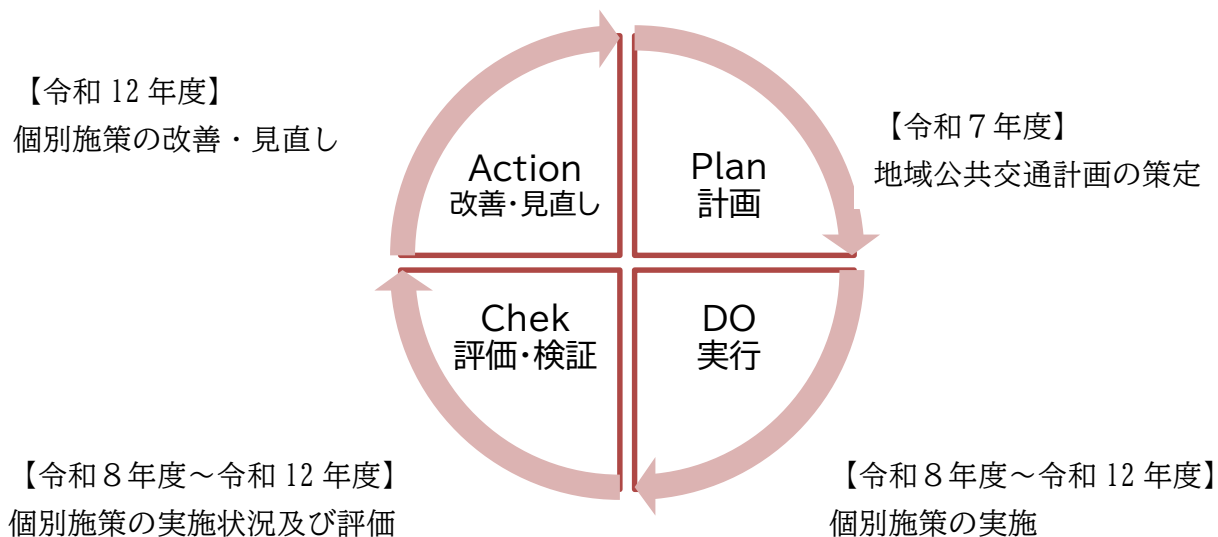 【令和 12 年度】
個別施策の改善・見直し
Action
改善・見直し
Plan
計画
【令和７年度】
地域公共交通計画の策定
Chek
評価・検証
DO
実行
【令和８年度～令和 12 年度】
個別施策の実施状況及び評価
【令和８年度～令和 12 年度】
個別施策の実施